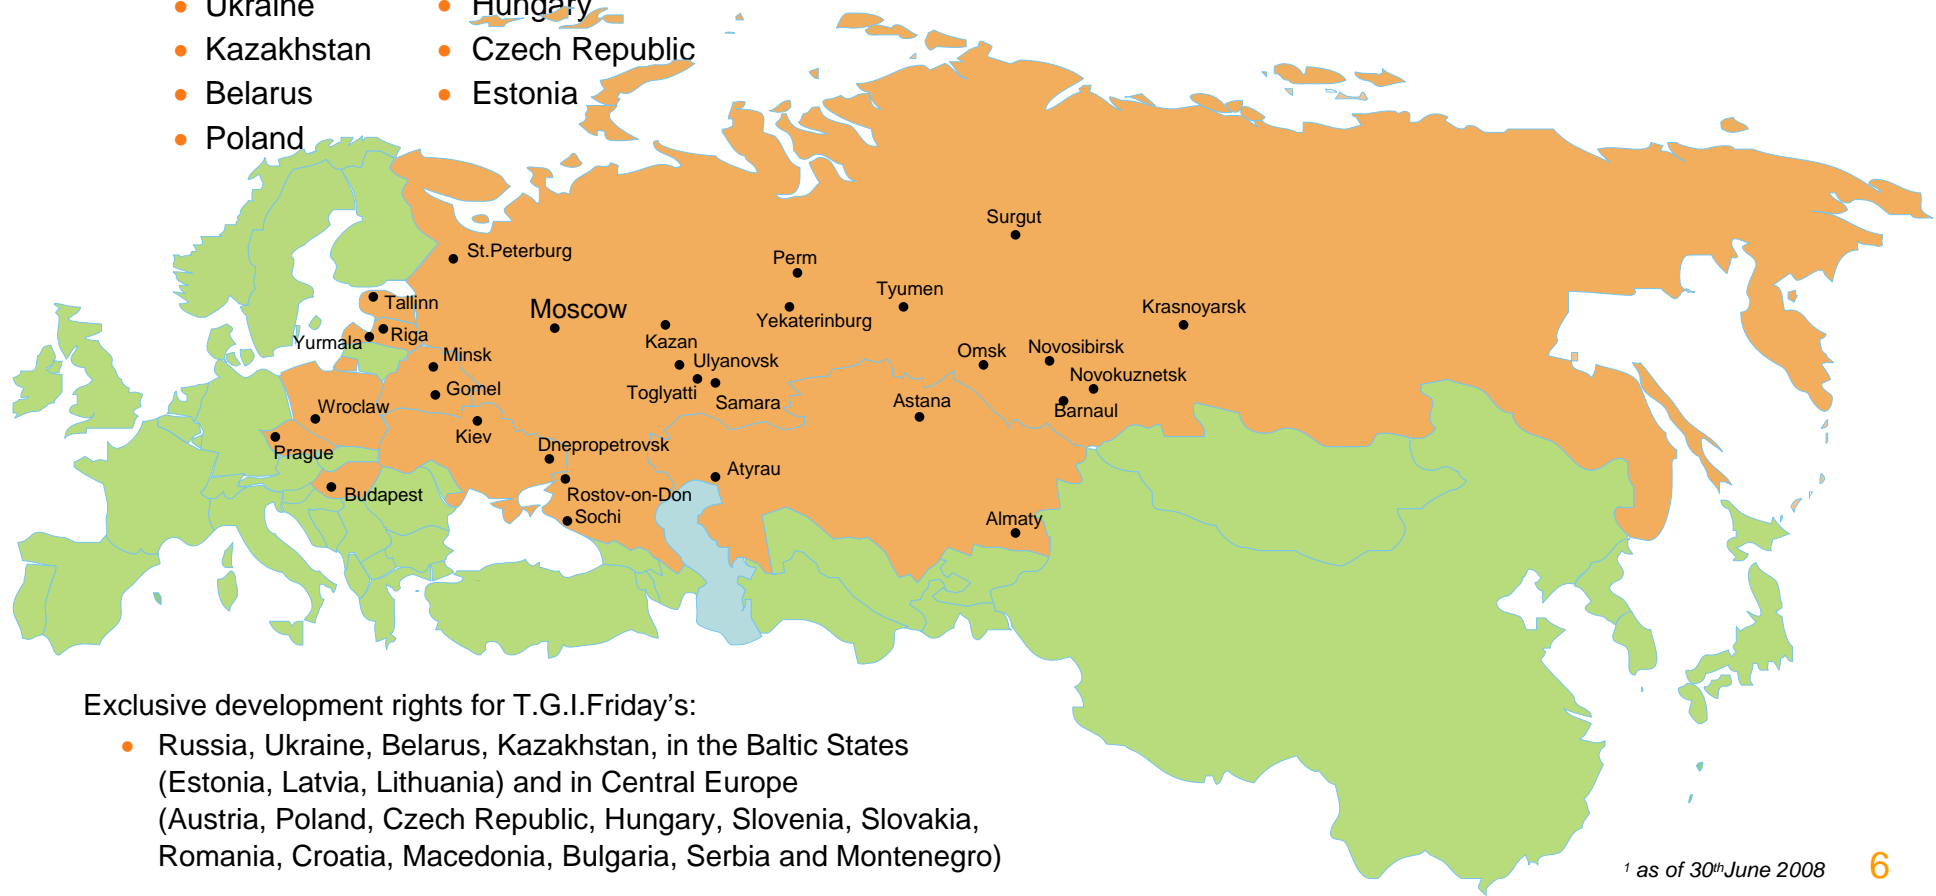 Ukraine
Hungary
Kazakhstan
Czech Republic
Belarus
Estonia
Poland
Surgut
St.Peterburg
Perm
Tyumen
Tallinn
Moscow
Krasnoyarsk
Yekaterinburg
Riga
Yurmala
Kazan
Minsk
Ulyanovsk
Omsk
Novosibirsk
Novokuznetsk
Gomel
Toglyatti
Samara
Astana
Barnaul
Wroclaw
Kiev
Dnepropetrovsk
Prague
Atyrau
Budapest
Rostov-on-Don
Sochi
Almaty
Exclusive development rights for T.G.I.Friday’s:
Russia, Ukraine, Belarus, Kazakhstan, in the Baltic States
(Estonia, Latvia, Lithuania) and in Central Europe
(Austria, Poland, Czech Republic, Hungary, Slovenia, Slovakia,
Romania, Croatia, Macedonia, Bulgaria, Serbia and Montenegro)
¹ as of 30thJune 2008 6